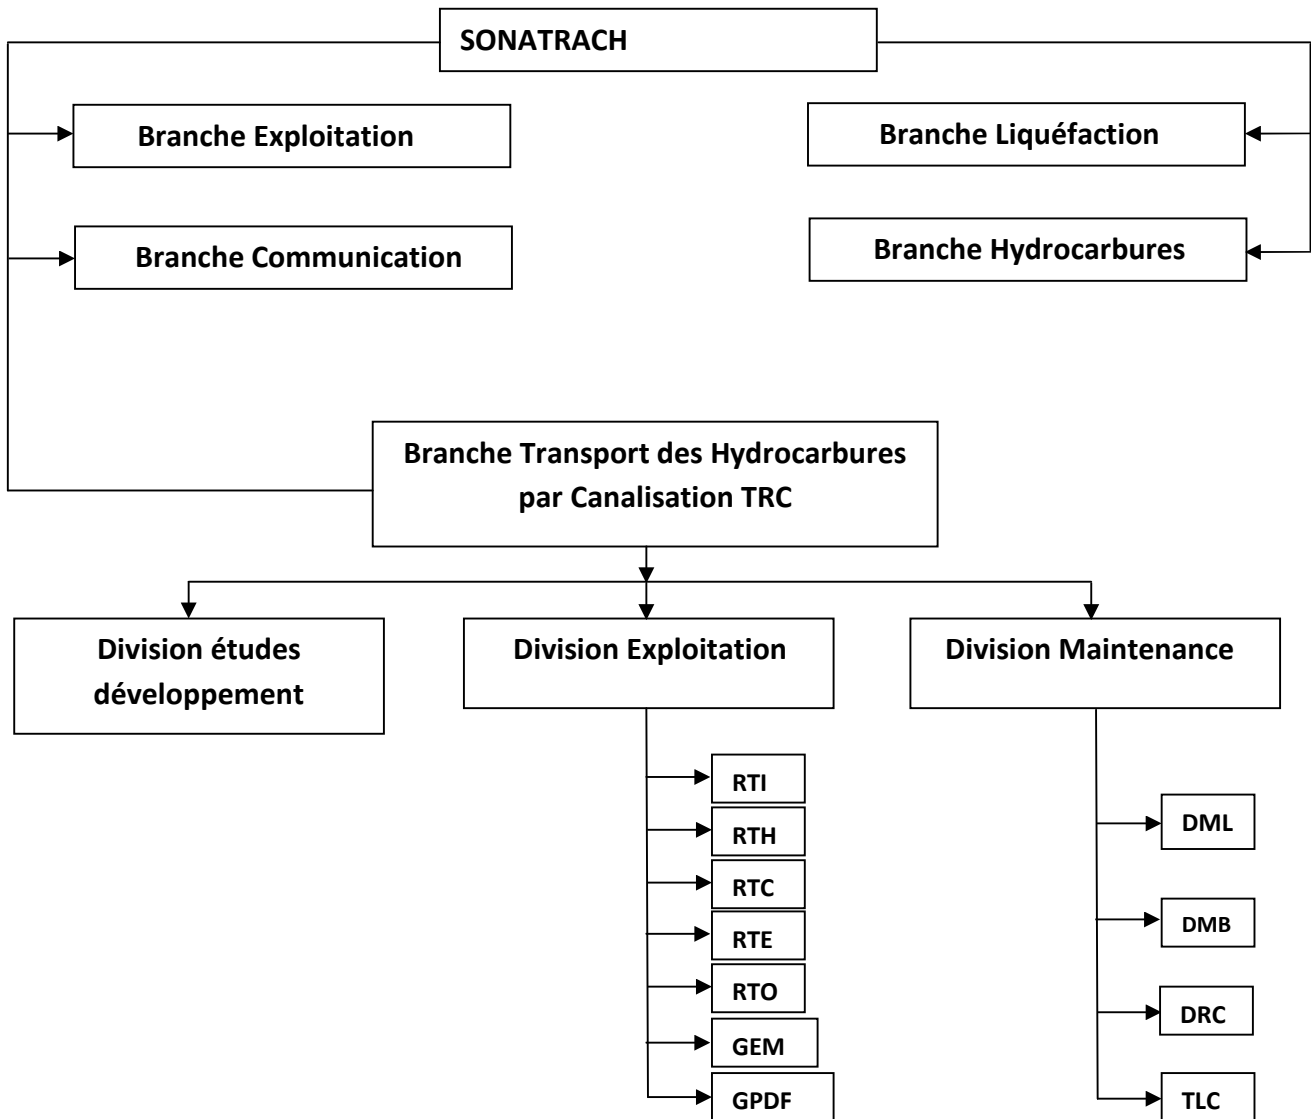 SONATRACH
Branche Exploitation
Branche Liquéfaction
Branche Communication
Branche Hydrocarbures
Branche Transport des Hydrocarbures
par Canalisation TRC
Division études
développement
Division Exploitation
Division Maintenance
RTI
RTH
RTC
RTE
RTO
GEM
GPDF
DML
DMB
DRC
TLC